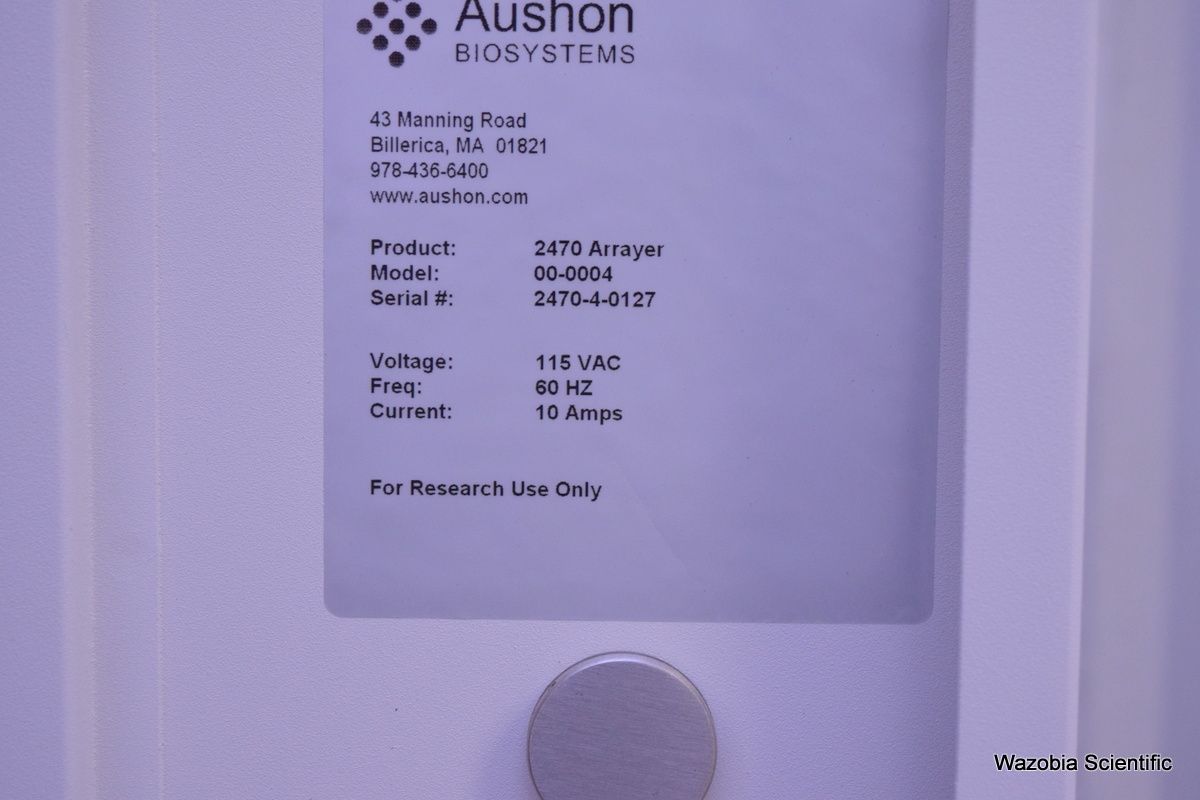 Aushon
BIOSYSTEMS
43 Manning Road
Billerica, MA  01821
978-436-6400
www.aushon.com
Product: 2470 Arrayer
Model: 00-0004
Serial #: 2470-4-0127
Voltage: 115 VAC
Freq: 60 HZ
Current: 10 Amps
For Research Use Only
Wazobia Scientific